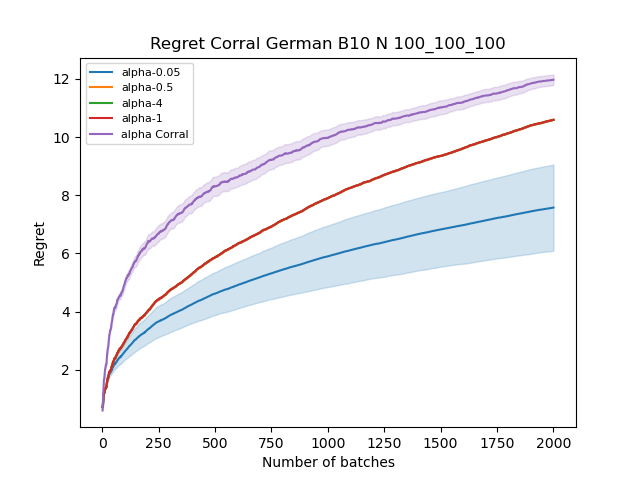 Regret Corral German B10 N 100_100_100
12
10
8
6
4
2
Regret
alpha-0.05
alpha-0.5
alpha-4
alpha-1
alpha Corral
0 250 500 750 1000 1250 1500 1750 2000
Number of batches